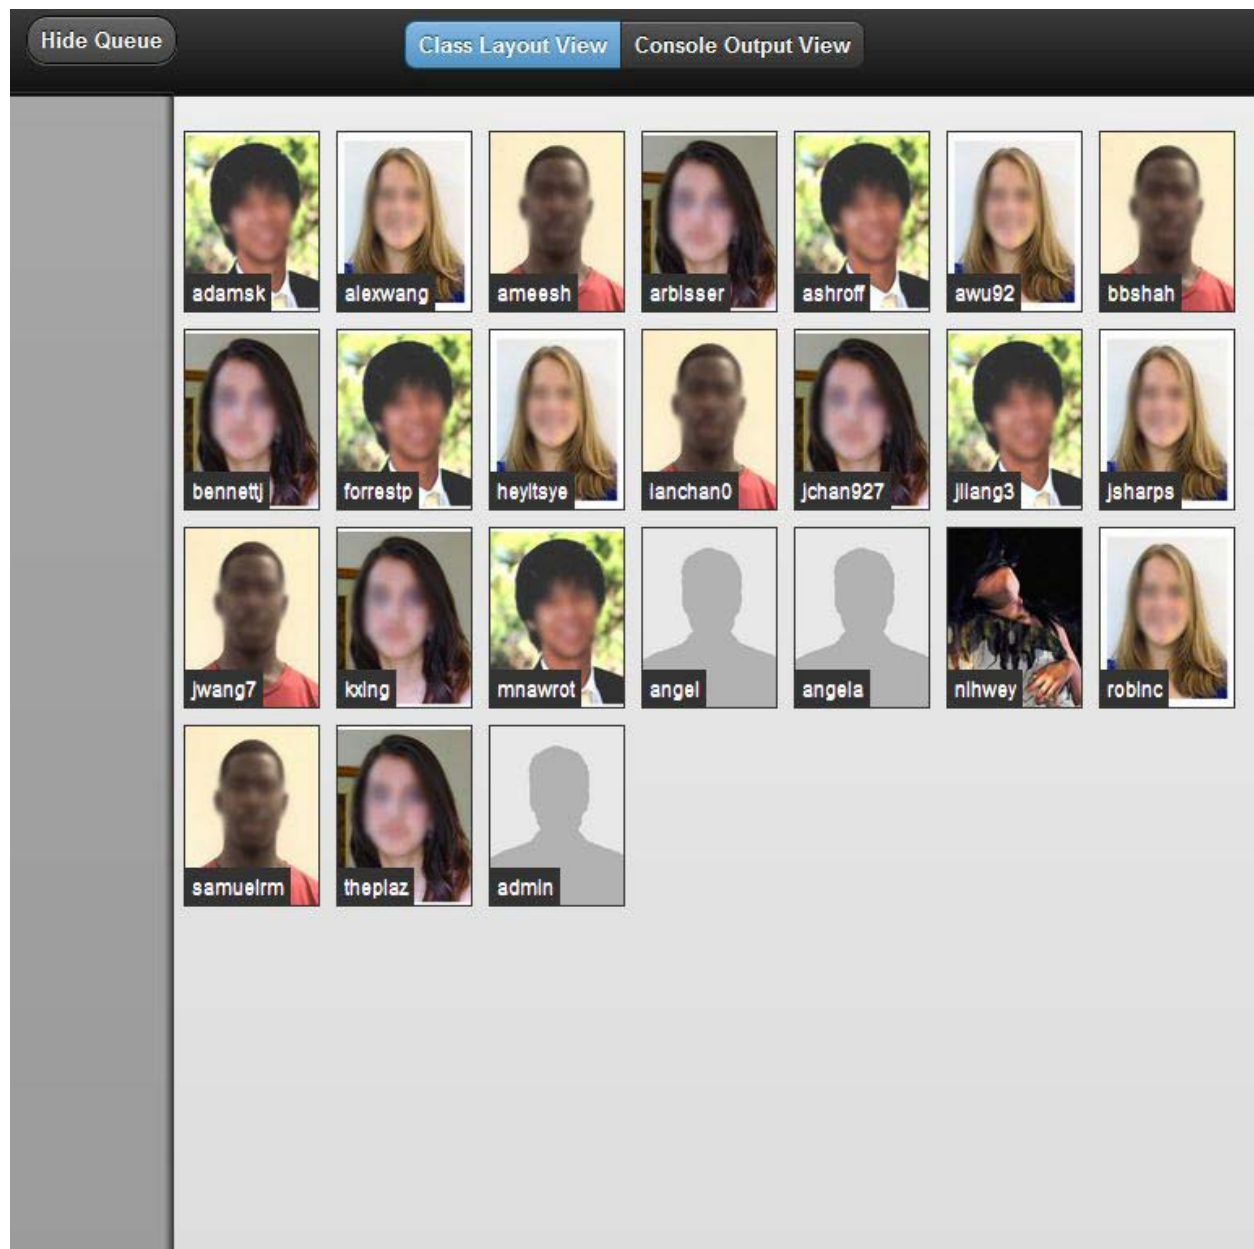 Hide Queue
Class Layout View Console Output View
adamsk alexwang ameesh arbisser ashroff awu92 bbshah
bennettj forrestp heyitsye ianchan0 jchan927 jliang3 jsharps
jwang7 kxing mnawrot angel angela nihwey robinc
samuelrm theplaz admin